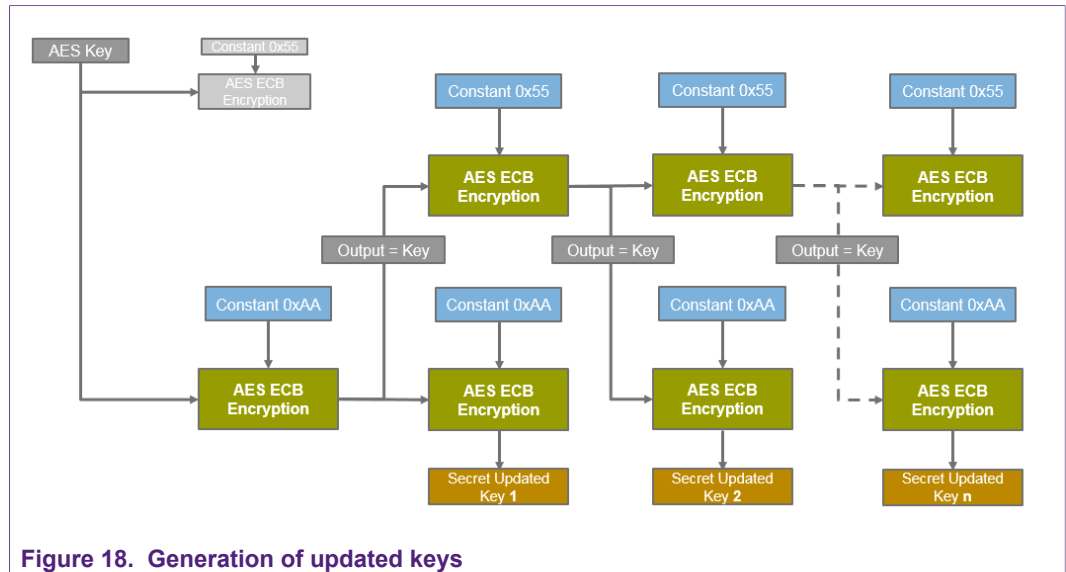 AES Key
Constant 0x55
AES ECB
Encryption
Constant 0x55
Constant 0x55
Constant 0x55
AES ECB
Encryption
AES ECB
Encryption
AES ECB
Encryption
Output = Key
Output = Key
Output = Key
Constant 0xAA
Constant 0xAA
Constant 0xAA
Constant 0xAA
AES ECB
Encryption
AES ECB
Encryption
AES ECB
Encryption
AES ECB
Encryption
Secret Updated
Key 1
Secret Updated
Key 2
Secret Updated
Key n
Figure 18. Generation of updated keys